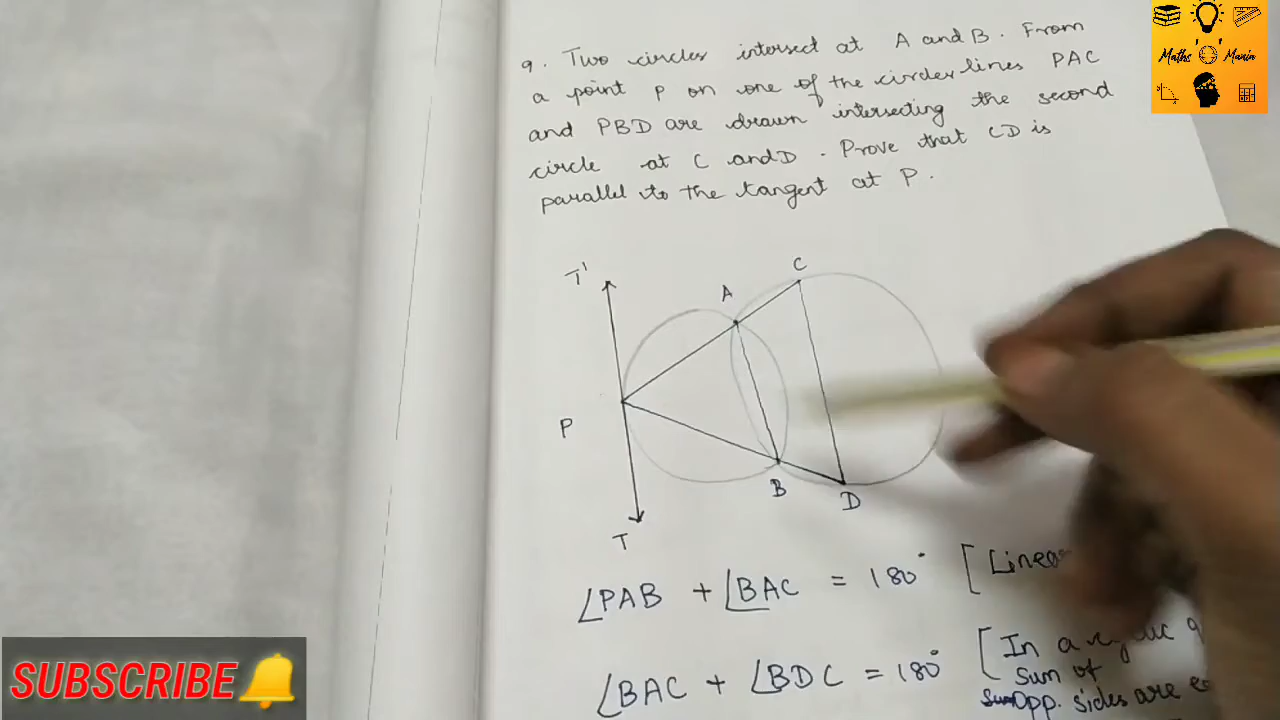 9. Two circles intersect at A and B. From
a point P on one of the circles lines PAC
and PBD are drawn intersecting the second
circle at C and D. Prove that CD is
parallel to the tangent at P.
Maths Mania
T'
C
A
P
B
D
T
∠PAB + ∠BAC = 180° [Linea
∠BAC + ∠BDC = 180° [In a cyclic q
Sum of
Opp. sides are e
SUBSCRIBE